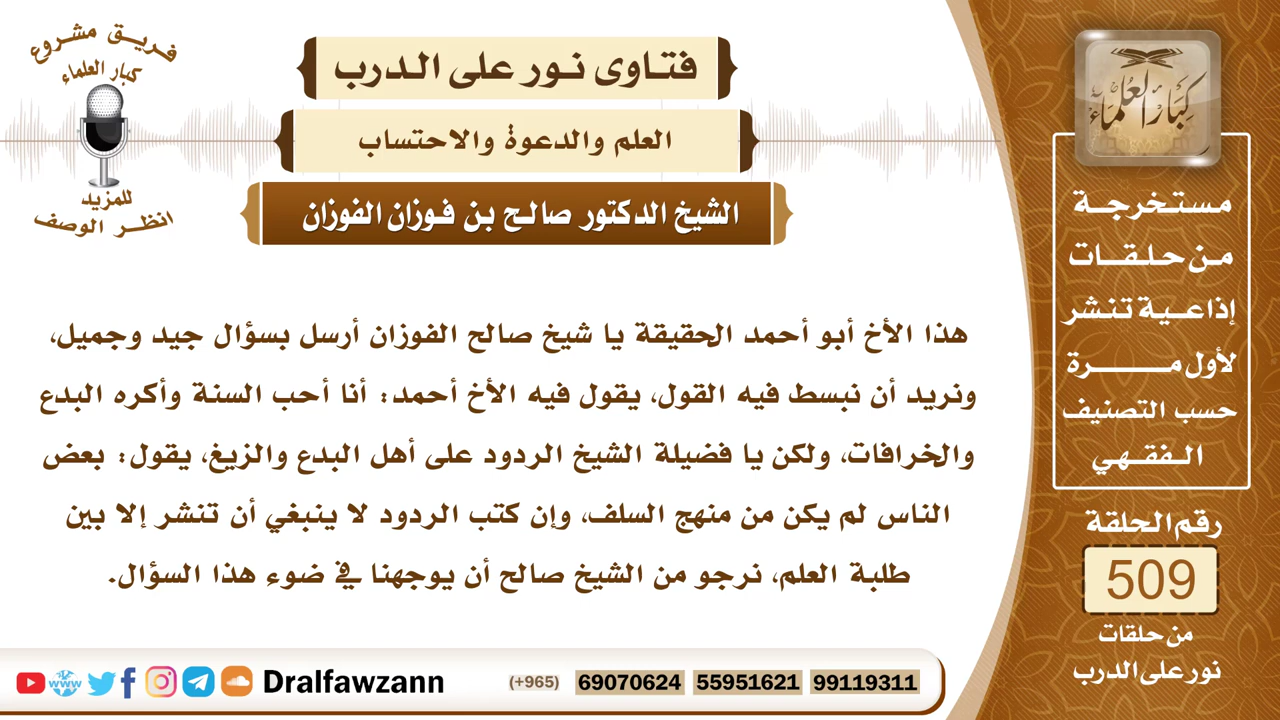 فريق مشروع
كبار العلماء
للمزيد
انظر الوصف
فتاوى نور على الدرب
العلم والدعوة والاحتساب
الشيخ الدكتور صالح بن فوزان الفوزان
هذا الأخ أبو أحمد الحقيقة يا شيخ صالح الفوزان أرسل بسؤال جيد وجميل،
ونريد أن نبسط فيه القول، يقول فيه الأخ أحمد: أنا أحب السنة وأكره البدع
والخرافات، ولكن يا فضيلة الشيخ الردود على أهل البدع والزيغ، يقول: بعض
الناس لم يكن من منهج السلف، وإن كتب الردود لا ينبغي أن تنشر إلا بين
طلبة العلم، نرجو من الشيخ صالح أن يوجهنا في ضوء هذا السؤال.
كبار العلماء
مستخرجة
من حلقات
إذاعية تنشر
لأول مرة
حسب التصنيف
الفقهي
رقم الحلقة
509
من حلقات
نور على الدرب
www
Dralfawzann
(+965) 69070624 55951621 99119311